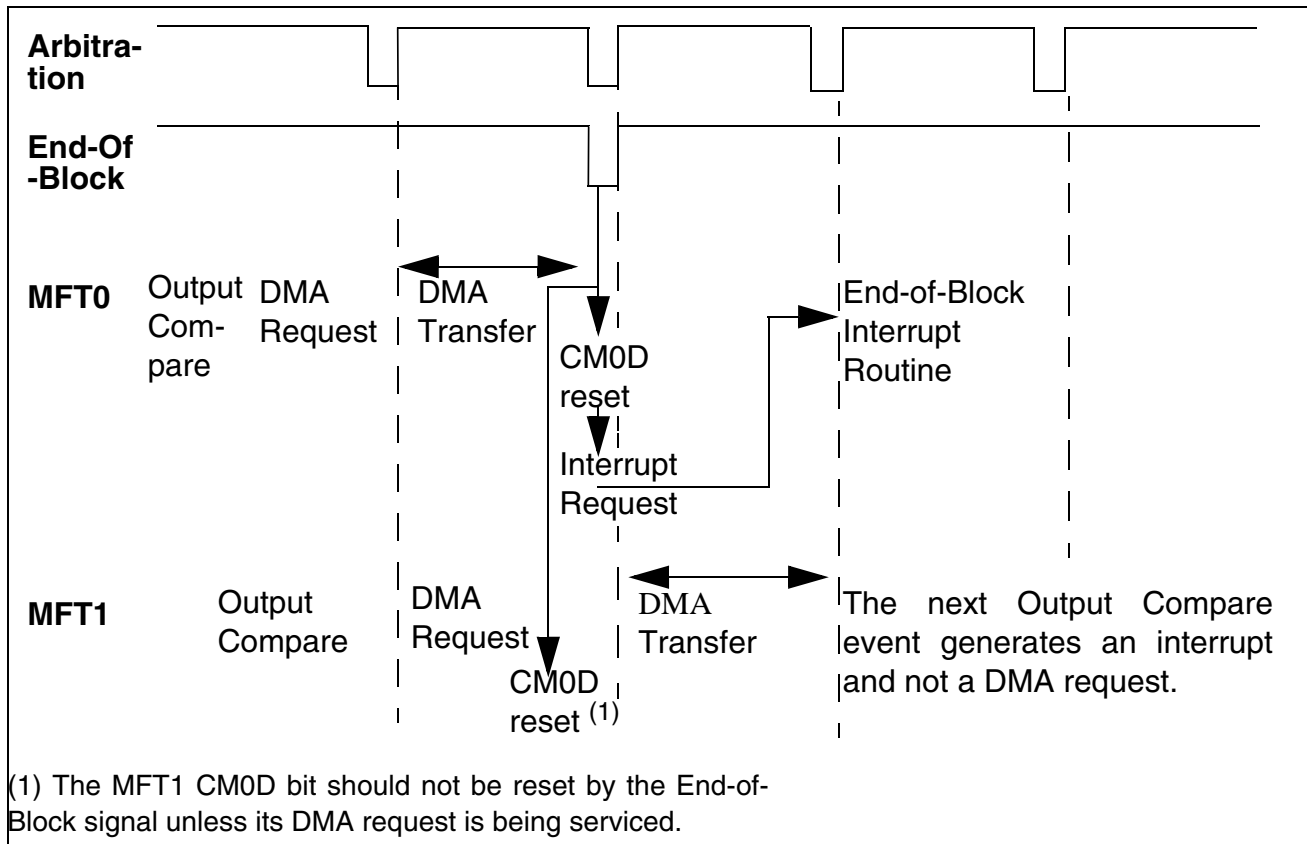 Arbitra-
tion
End-Of
-Block
MFT0
Output
Com-
pare
DMA
Request
DMA
Transfer
CM0D
reset
Interrupt
Request
End-of-Block
Interrupt
Routine
MFT1
Output
Compare
DMA
Request
CM0D
reset (1)
DMA
Transfer
The next Output Compare
event generates an interrupt
and not a DMA request.
(1) The MFT1 CM0D bit should not be reset by the End-of-
Block signal unless its DMA request is being serviced.